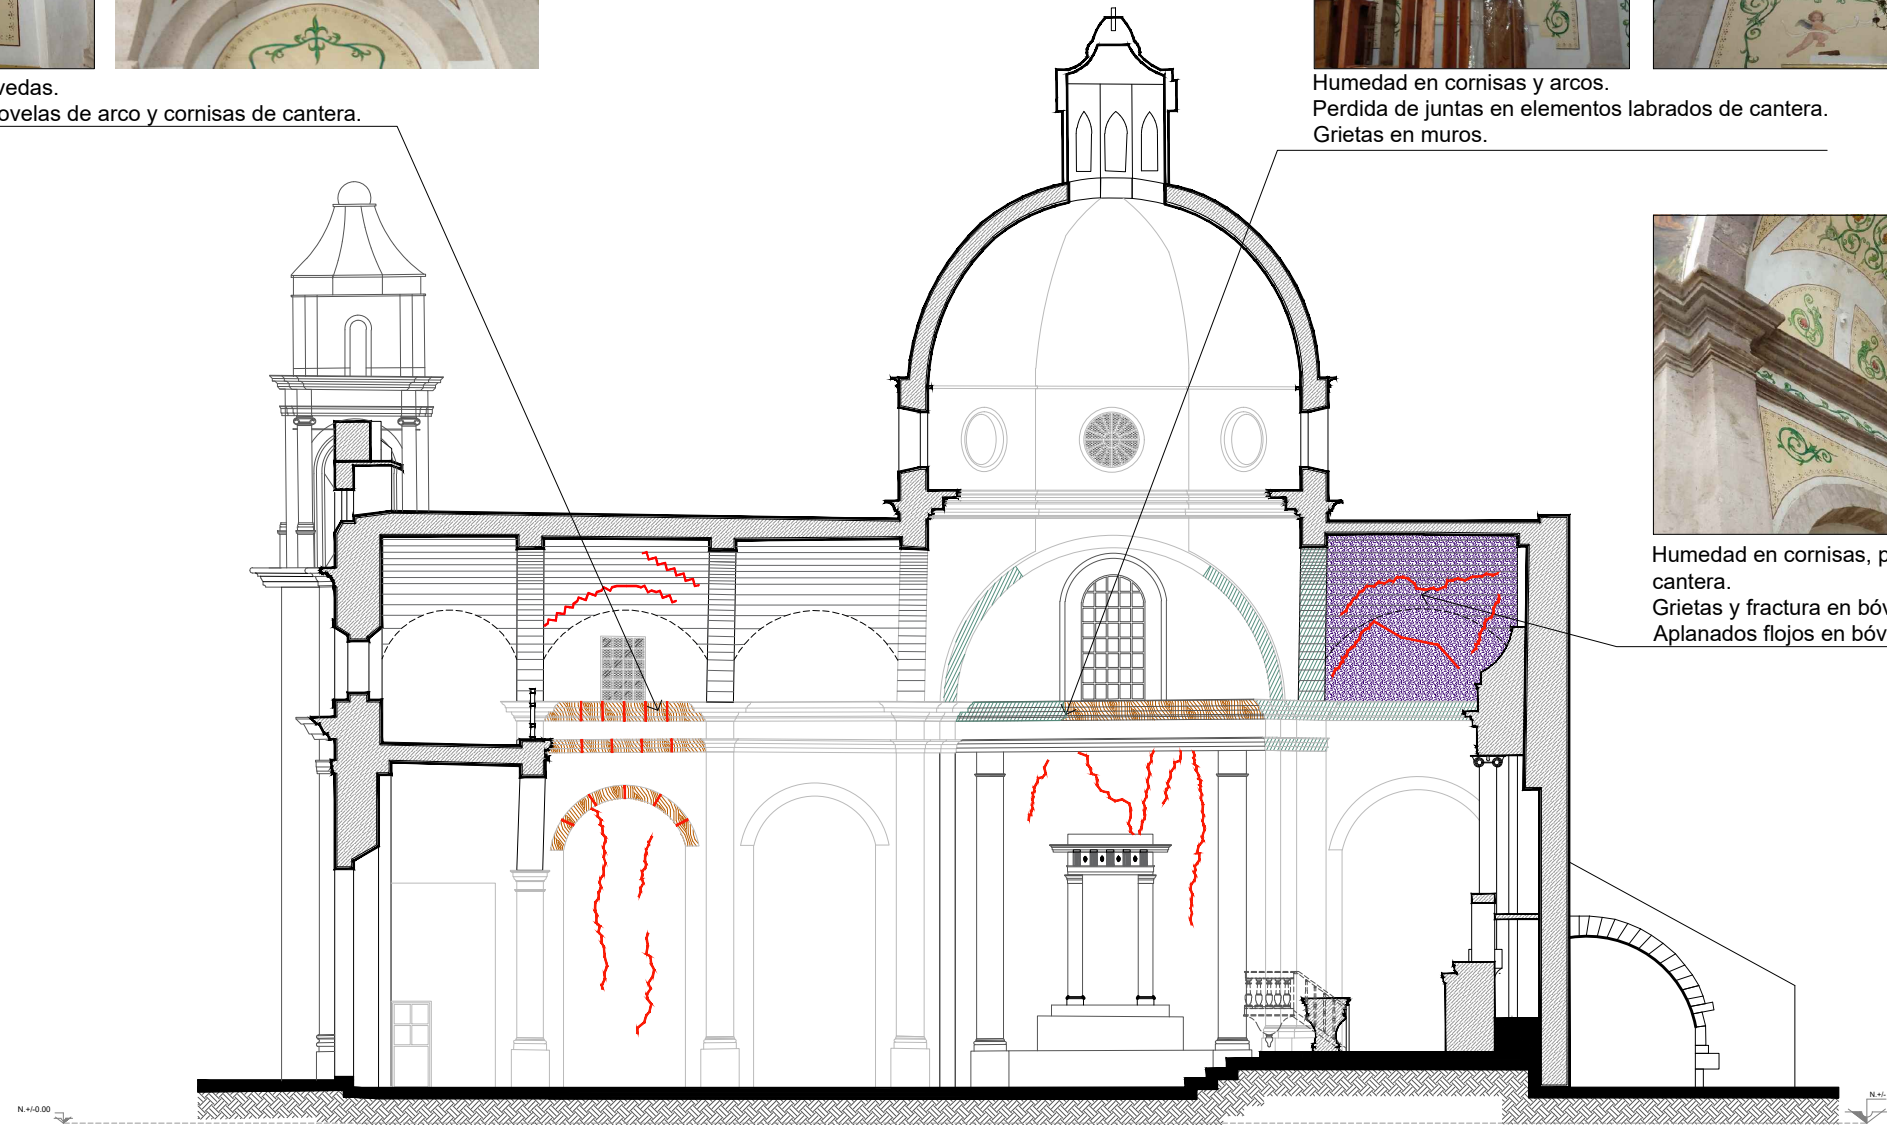 vedas.
ovelas de arco y cornisas de cantera.
Humedad en cornisas y arcos.
Perdida de juntas en elementos labrados de cantera.
Grietas en muros.
Humedad en cornisas, p
cantera.
Grietas y fractura en bóv
Aplanados flojos en bóv
N.+/-0.00
N.+/-